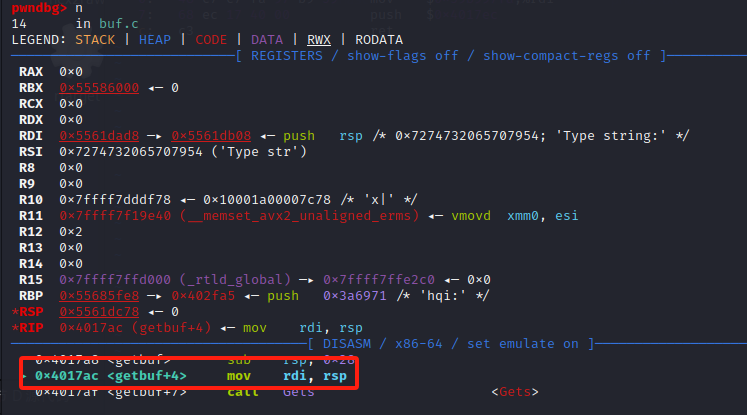 pwndbg> n
14      in buf.c
LEGEND: STACK | HEAP | CODE | DATA | RWX | RODATA
[ REGISTERS / show-flags off / show-compact-regs off ]
RAX  0×0
RBX  0×55586000 ◂— 0
RCX  0×0
RDX  0×0
RDI  0×5561dad8 —▸ 0×5561db08 ◂— push   rsp /* 0×7274732065707954; 'Type string:' */
RSI  0×7274732065707954 ('Type str')
R8   0×0
R9   0×0
R10  0×7ffff7dddf78 ◂— 0×10001a00007c78 /* 'x|' */
R11  0×7ffff7f19e40 (__memset_avx2_unaligned_erms) ◂— vmovd  xmm0, esi
R12  0×2
R13  0×0
R14  0×0
R15  0×7ffff7ffd000 (_rtld_global) —▸ 0×7ffff7ffe2c0 ◂— 0×0
RBP  0×55685fe8 —▸ 0×402fa5 ◂— push   0×3a6971 /* 'hqi:' */
*RSP  0×5561dc78 ◂— 0
*RIP  0×4017ac (getbuf+4) ◂— mov    rdi, rsp
[ DISASM / x86-64 / set emulate on ]
0×4017a8 <getbuf>       sub    rsp, 0×28
▸ 0×4017ac <getbuf+4>     mov    rdi, rsp
0×4017af <getbuf+7>     call   Gets                      <Gets>